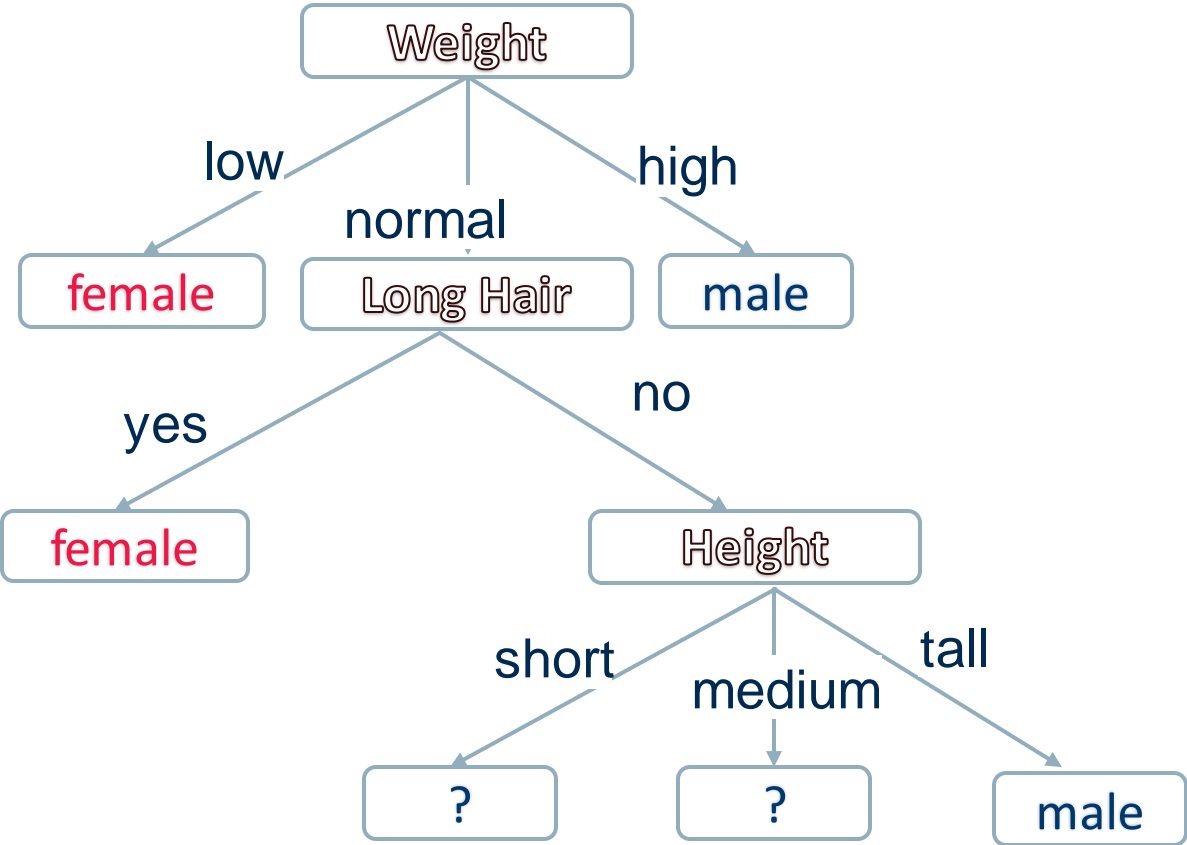 Weight
low
normal
high
female
Long Hair
male
yes
no
female
Height
short
medium
tall
?
?
male